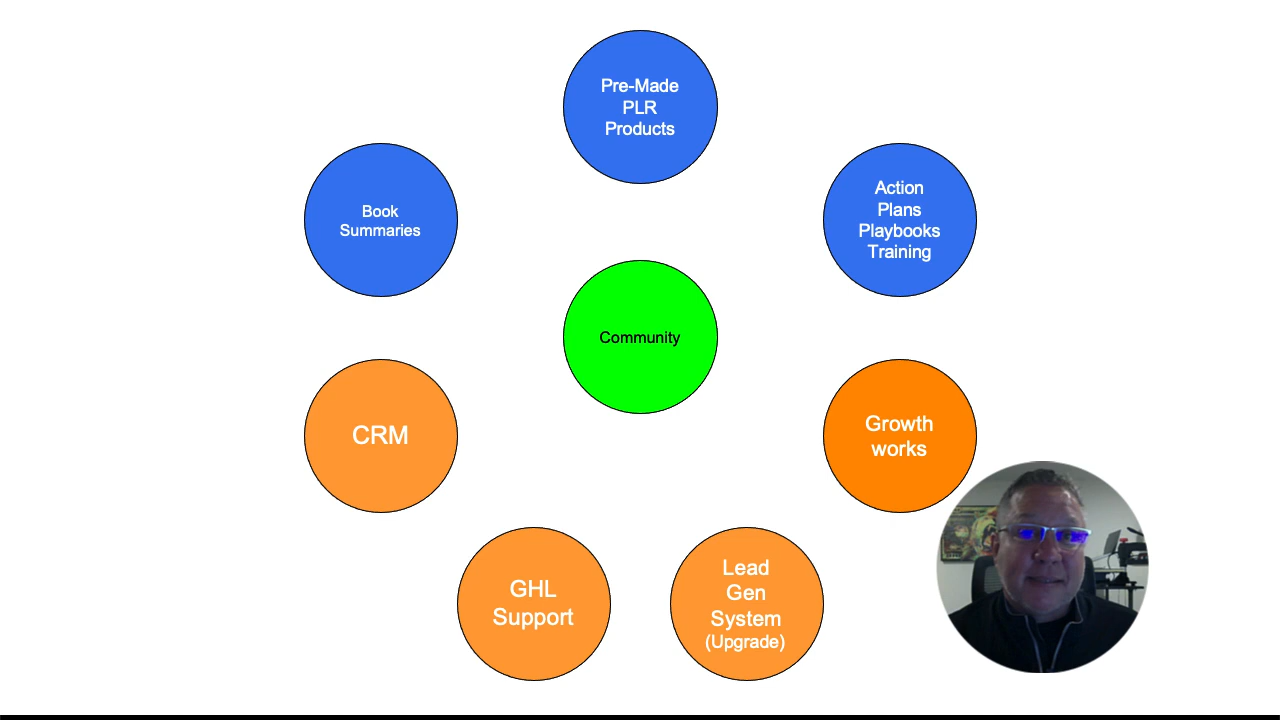 Pre-Made
PLR
Products
Book
Summaries
Action
Plans
Playbooks
Training
Community
CRM
Growth
works
GHL
Support
Lead
Gen
System
(Upgrade)